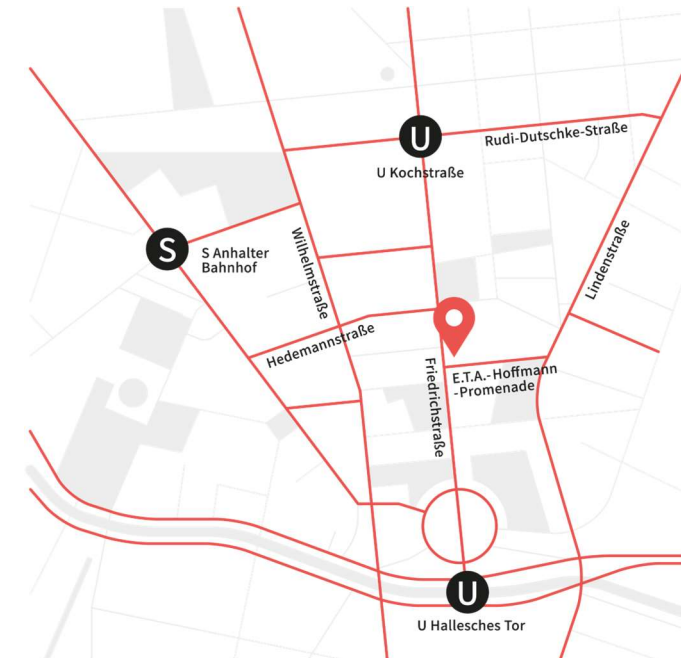 U
Rudi-Dutschke-Straße
U Kochstraße
S
S Anhalter
Bahnhof
Wilhelmstraße
Lindenstraße
Hedemannstraße
Friedrichstraße
E.T.A.-Hoffmann
-Promenade
U
U Hallesches Tor